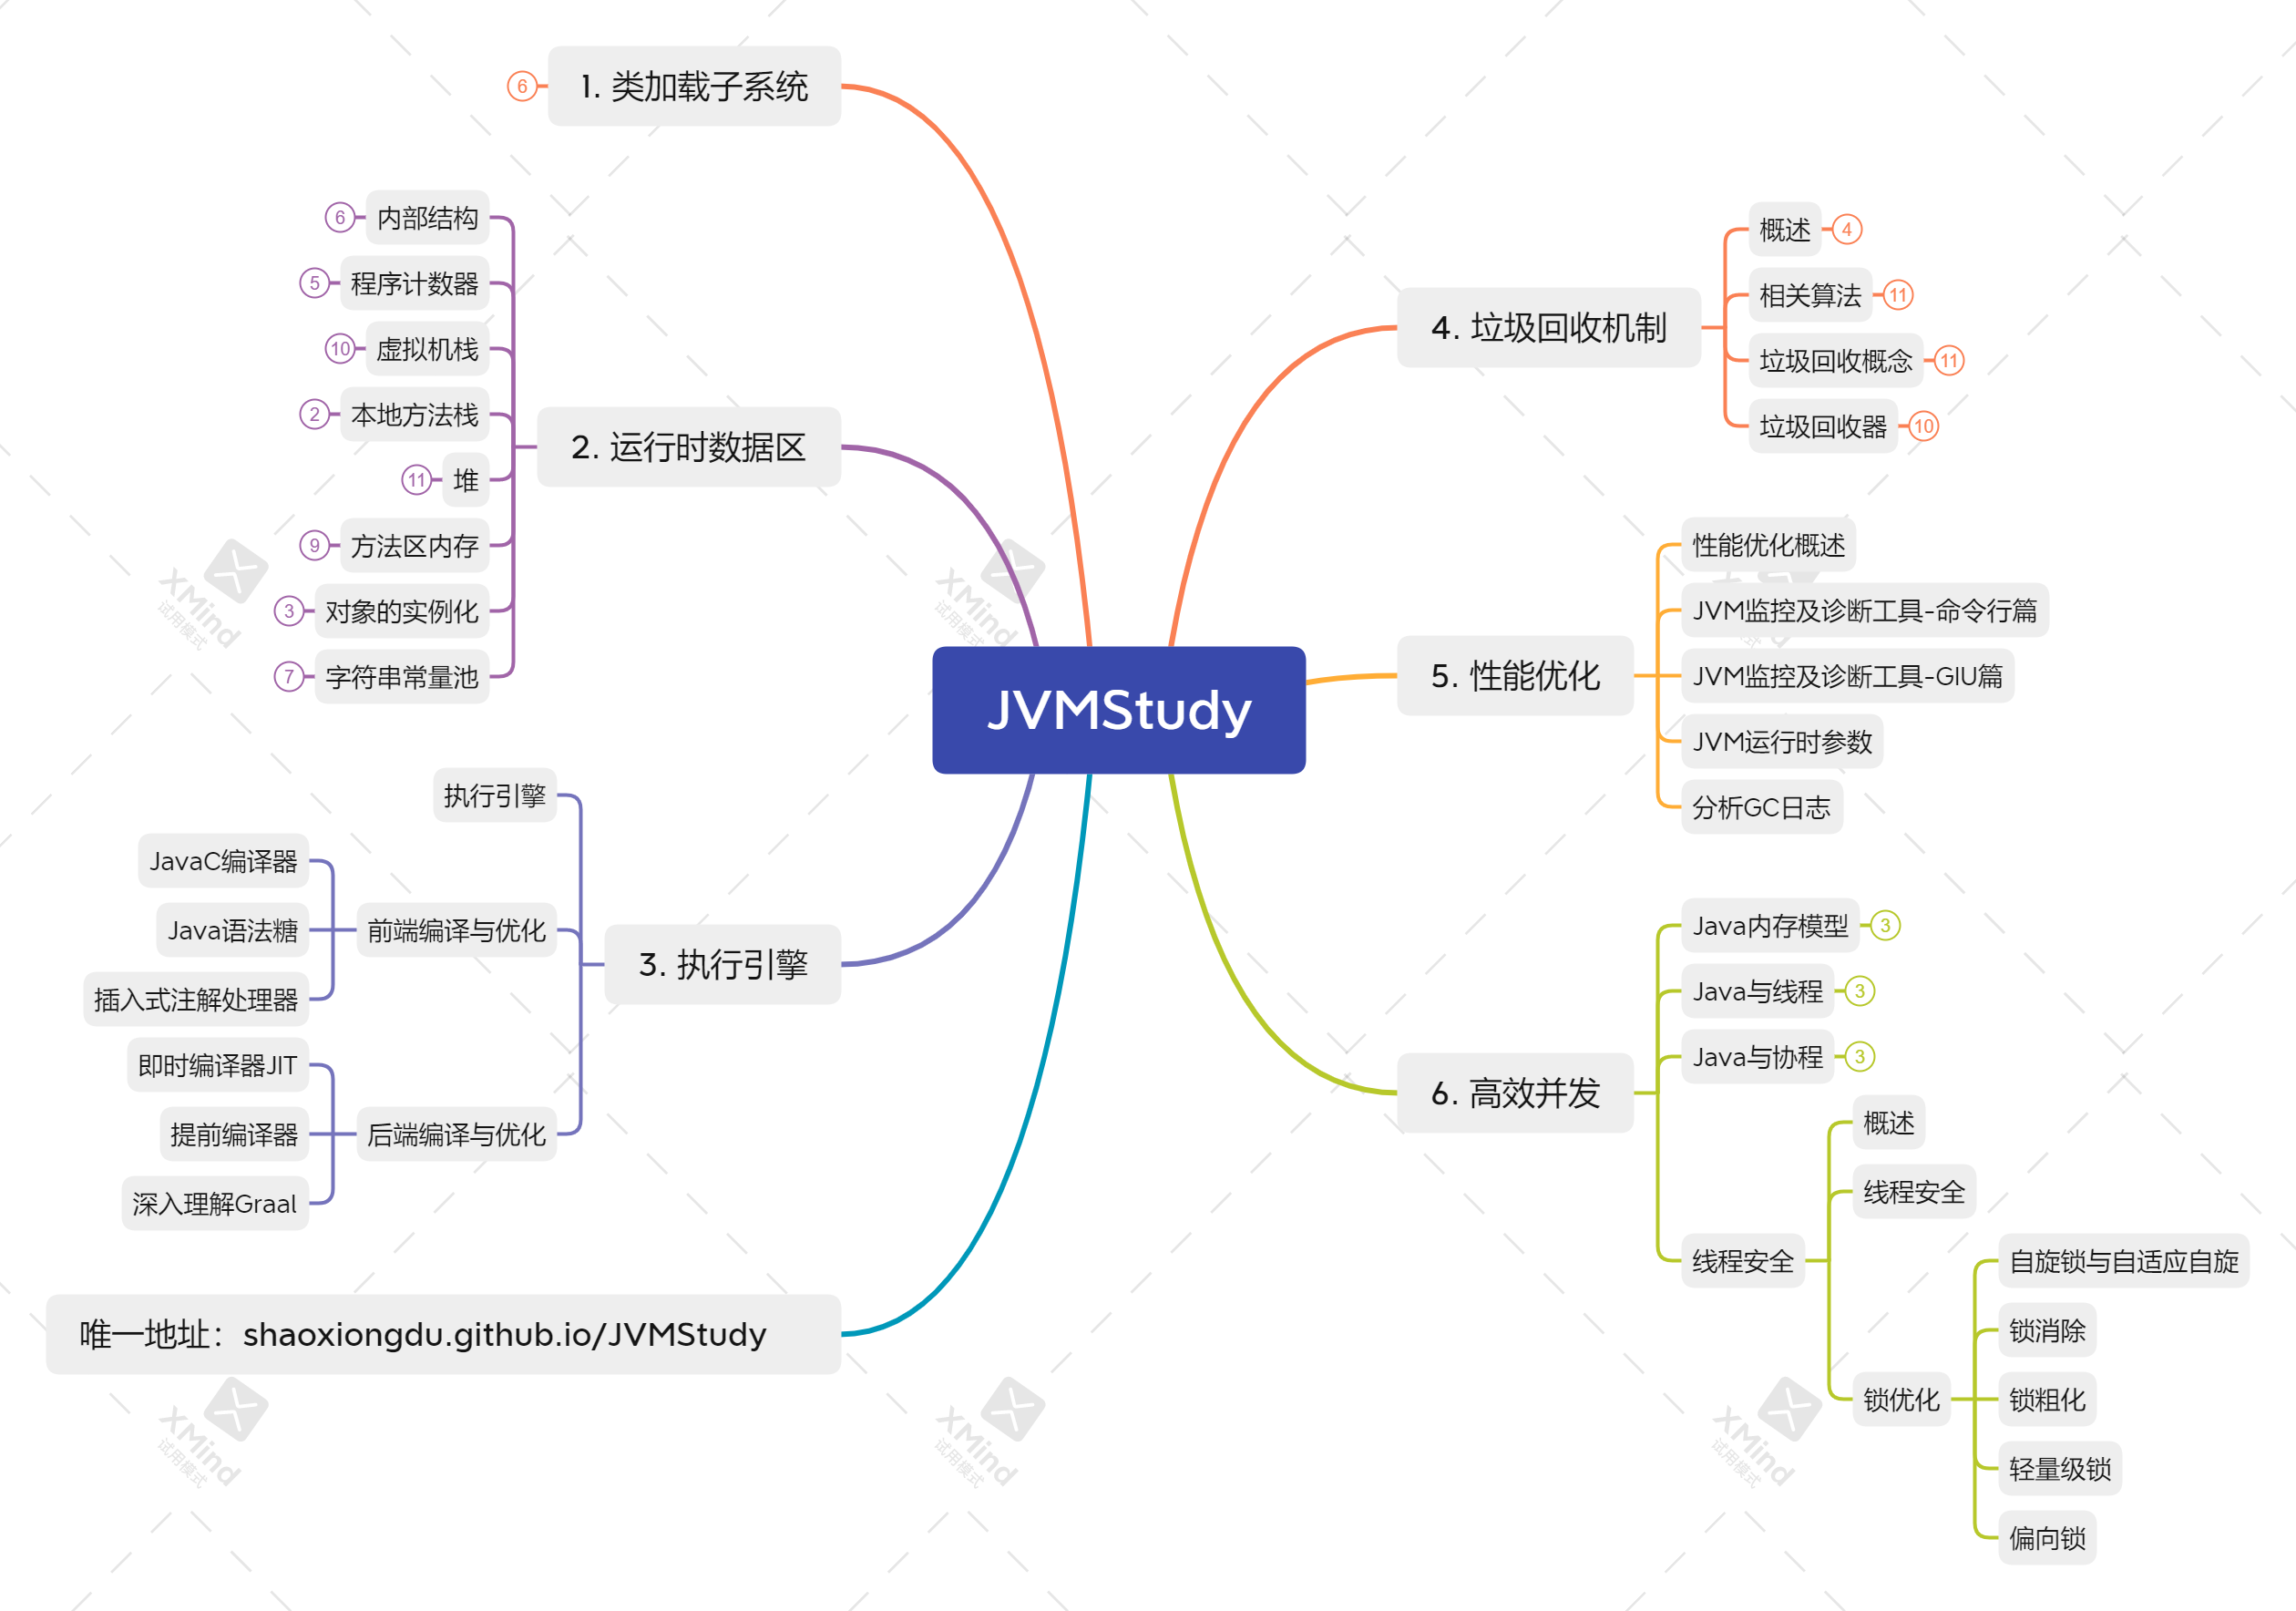 JVMStudy
1. 类加载子系统
6
2. 运行时数据区
内部结构
6
程序计数器
5
虚拟机栈
10
本地方法栈
2
堆
11
方法区内存
9
对象的实例化
3
字符串常量池
7
3. 执行引擎
执行引擎
前端编译与优化
JavaC编译器
Java语法糖
插入式注解处理器
后端编译与优化
即时编译器JIT
提前编译器
深入理解Graal
唯一地址：shaoxiongdu.github.io/JVMStudy
4. 垃圾回收机制
概述
4
相关算法
11
垃圾回收概念
11
垃圾回收器
10
5. 性能优化
性能优化概述
JVM监控及诊断工具-命令行篇
JVM监控及诊断工具-GIU篇
JVM运行时参数
分析GC日志
6. 高效并发
Java内存模型
3
Java与线程
3
Java与协程
3
线程安全
概述
线程安全
锁优化
自旋锁与自适应自旋
锁消除
锁粗化
轻量级锁
偏向锁
XMind
试用模式
XMind
试用模式
XMind
试用模式
XMind
试用模式
XMind
试用模式